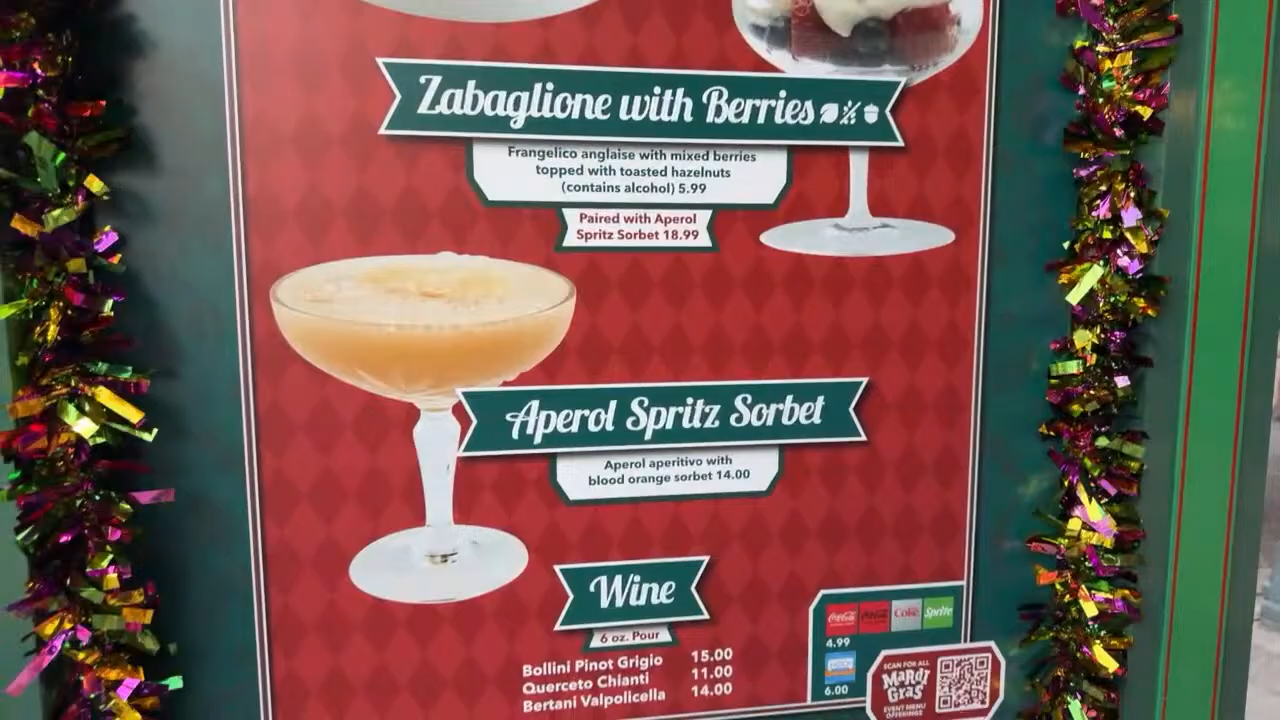 Zabaglione with Berries
Frangelico anglaise with mixed berries
topped with toasted hazelnuts
(contains alcohol) 5.99
Paired with Aperol
Spritz Sorbet 18.99
Aperol Spritz Sorbet
Aperol aperitivo with
blood orange sorbet 14.00
Wine
6 oz. Pour
Bollini Pinot Grigio 15.00
Querceto Chianti 11.00
Bertani Valpolicella 14.00
Coca-Cola Coca-Cola Coke Sprite
4.99
6.00
SCAN FOR ALL
MARDI
GRAS
EVENT MENU
OFFERINGS